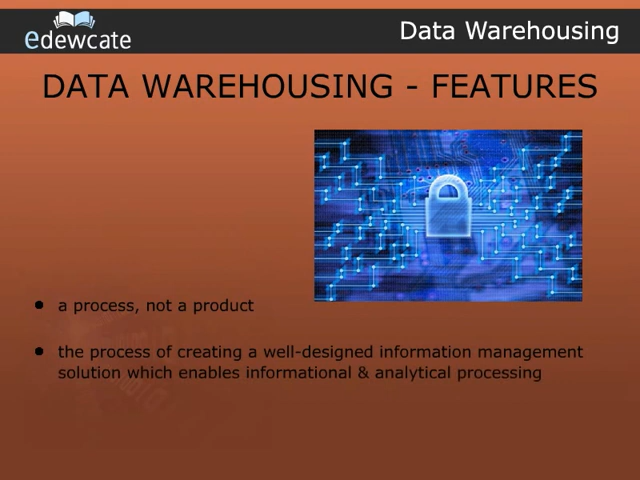 edewcate
Data Warehousing
DATA WAREHOUSING - FEATURES
• a process, not a product
• the process of creating a well-designed information management
solution which enables informational & analytical processing